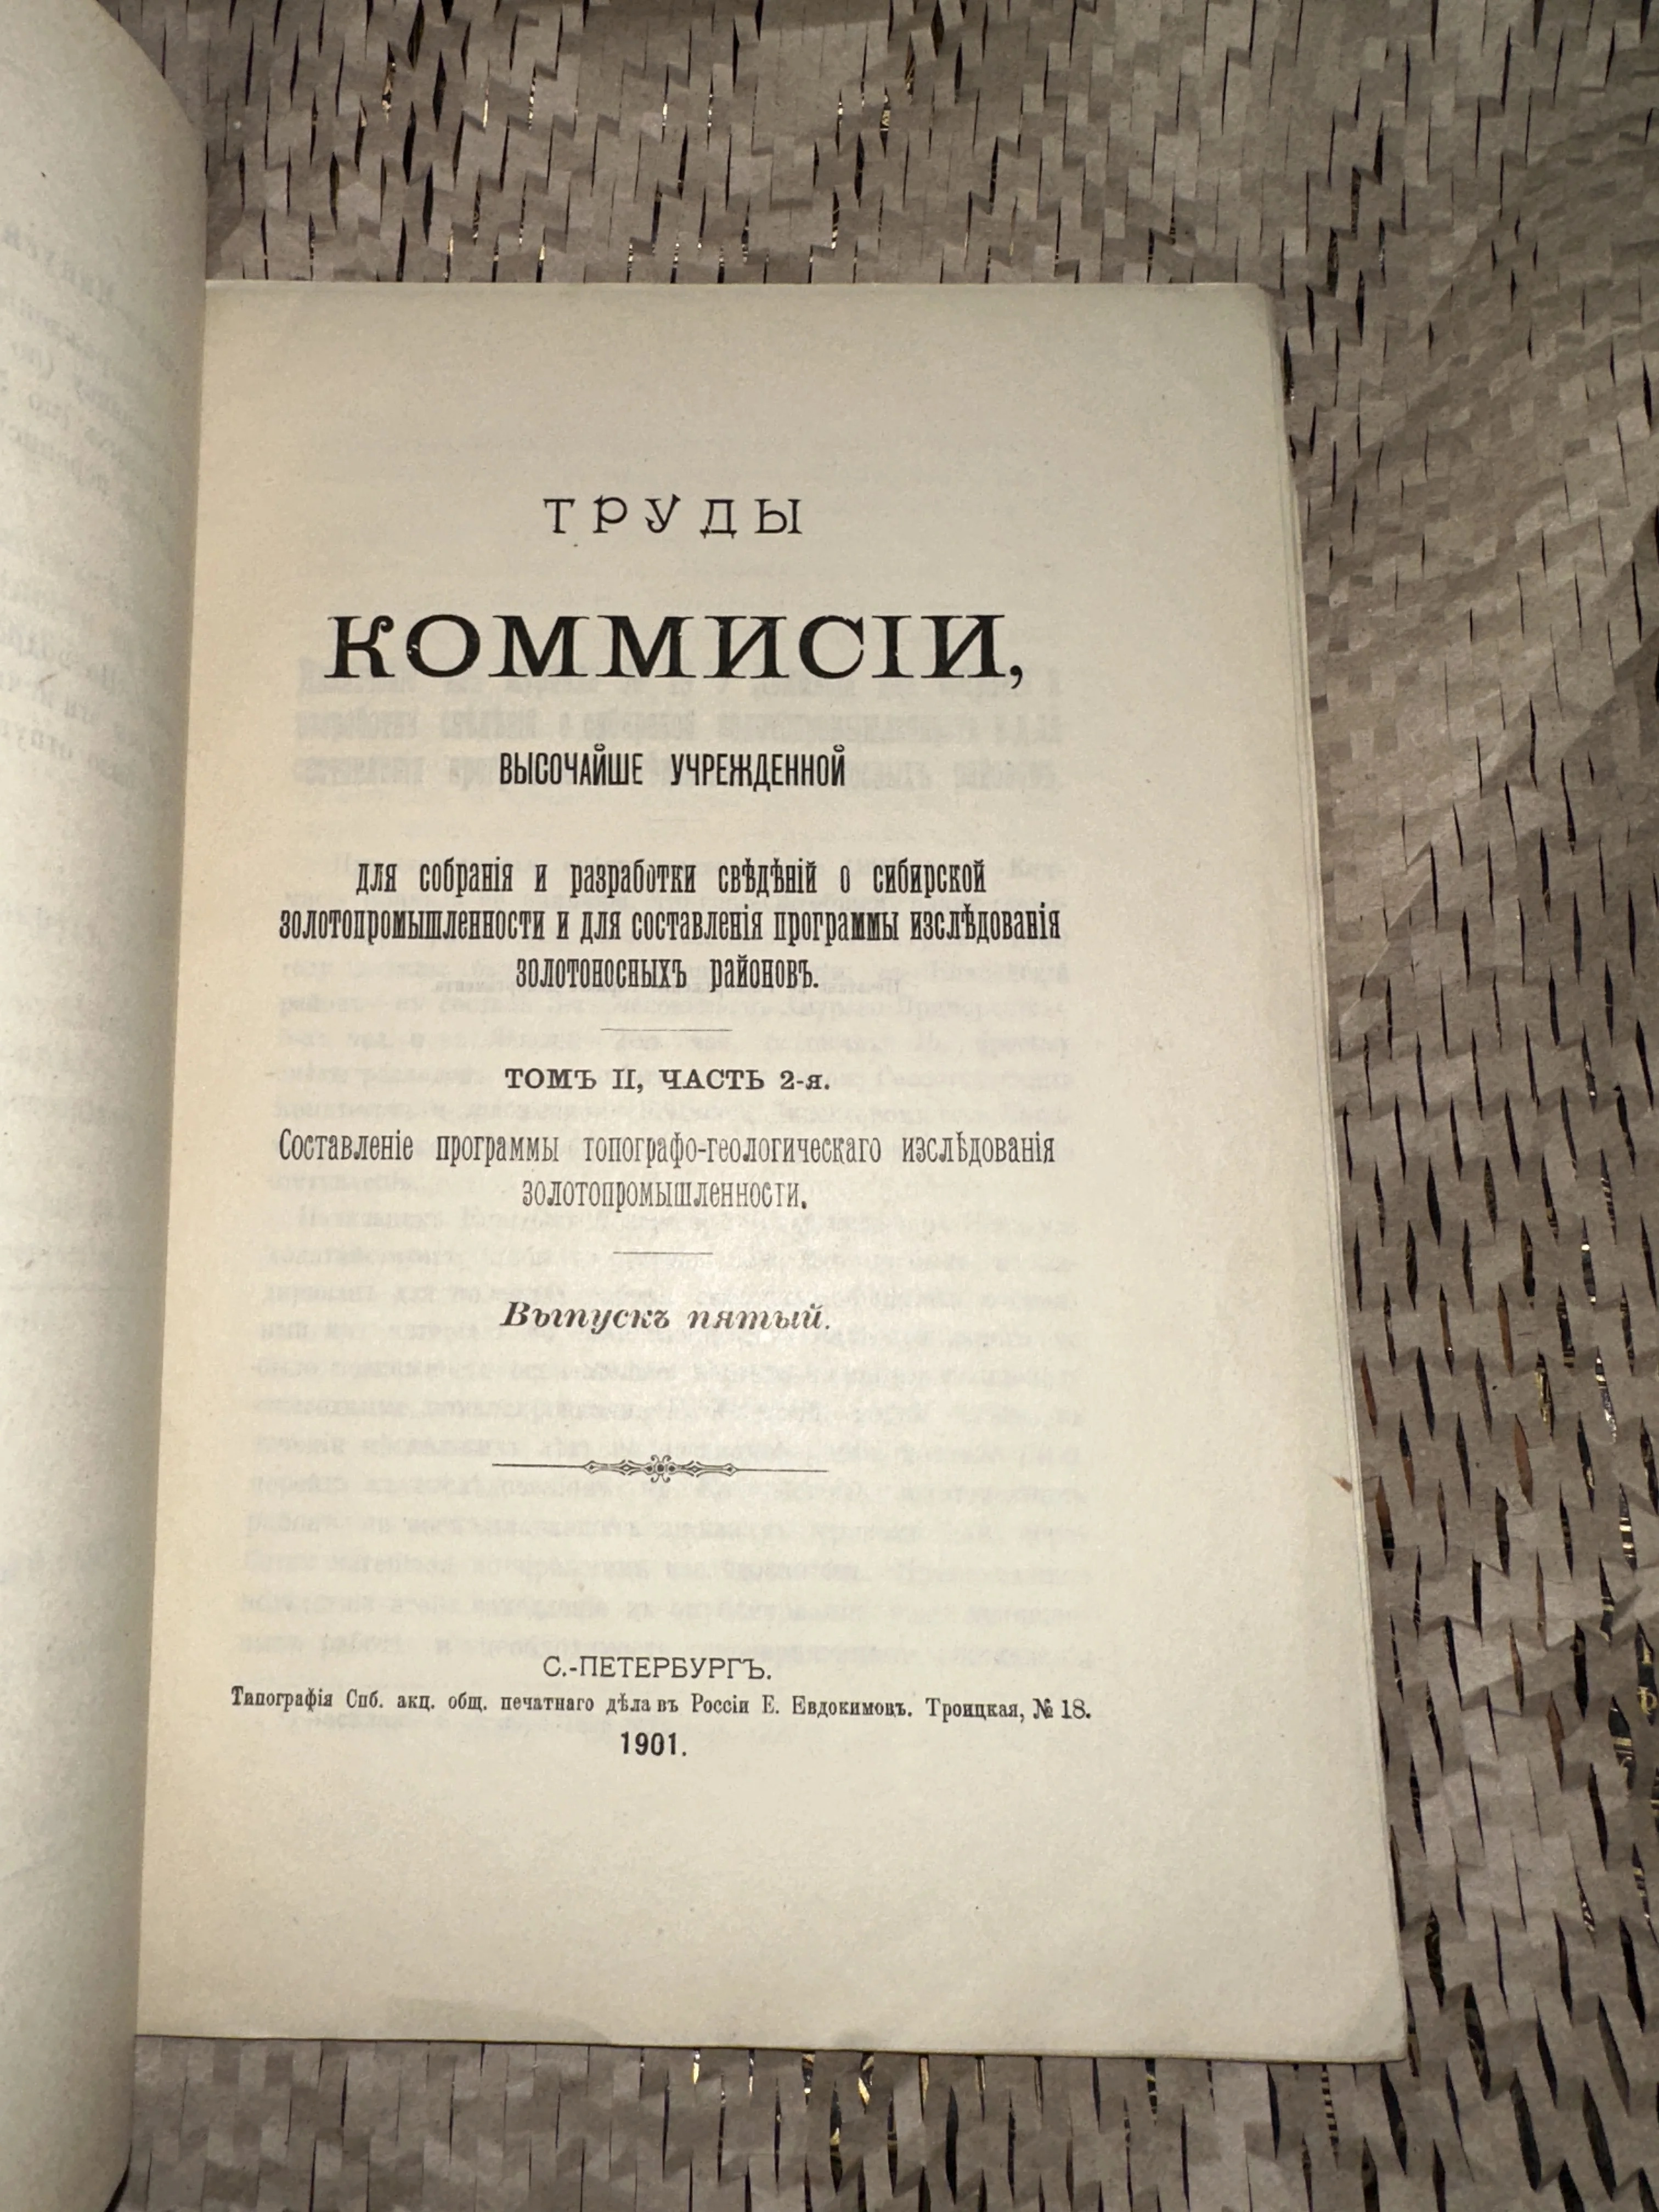 ТРУДЫ
КОММИСІИ,
ВЫСОЧАЙШЕ УЧРЕЖДЕННОЙ
для собранія и разработки свѣдѣній о сибирской
золотопромышленности и для составленія программы изслѣдованія
золотоносныхъ районовъ.
ТОМЪ II, ЧАСТЬ 2-я.
Составленіе программы топографо-геологическаго изслѣдованія
золотопромышленности.
Выпускъ пятый.
С.-ПЕТЕРБУРГЪ.
Типографія Спб. акц. общ. печатнаго дѣла въ Россіи Е. Евдокимовъ. Троицкая, № 18.
1901.